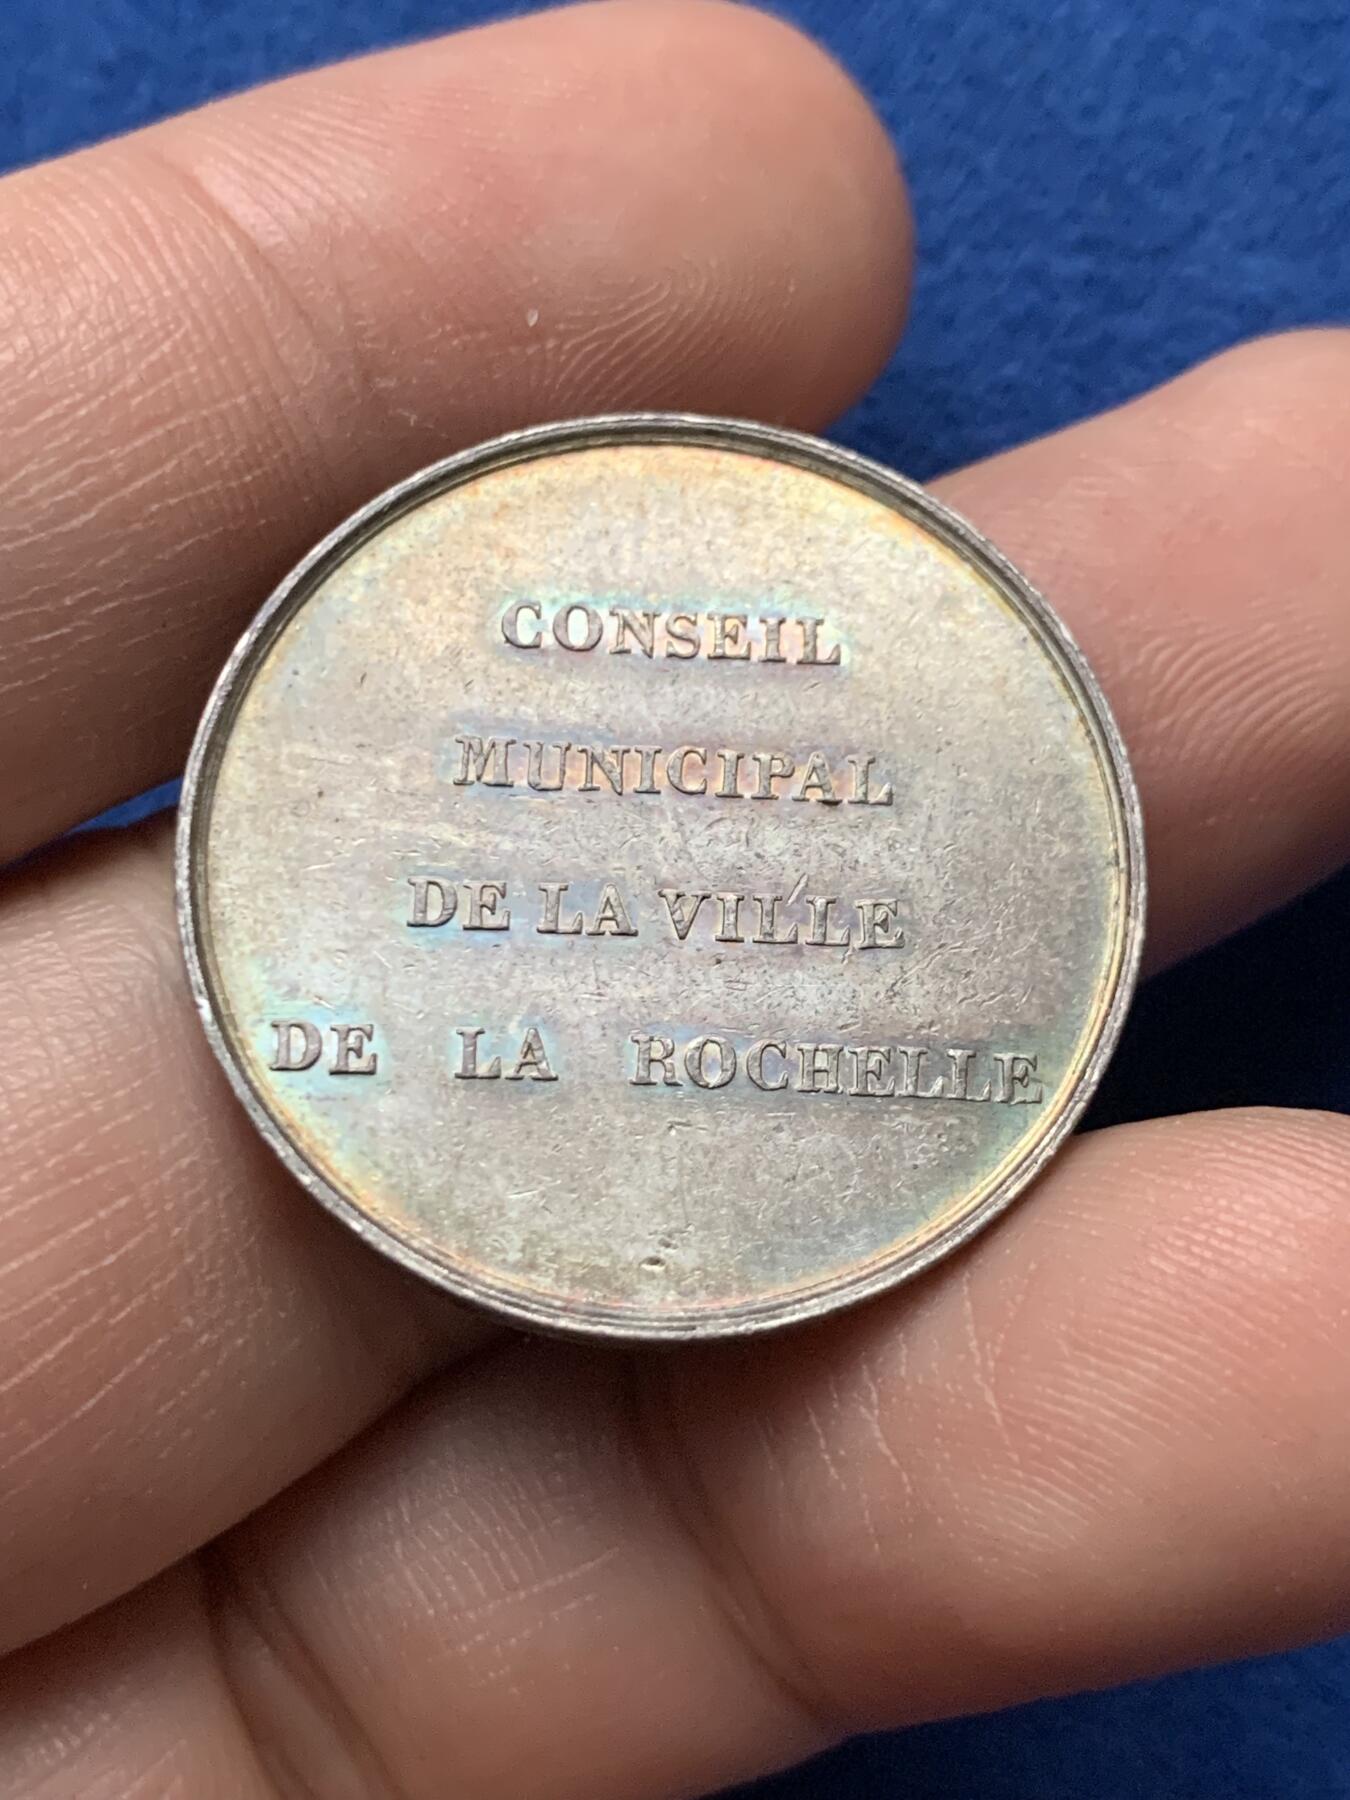 CONSEIL
MUNICIPAL
DE LA VILLE
DE LA ROCHELLE